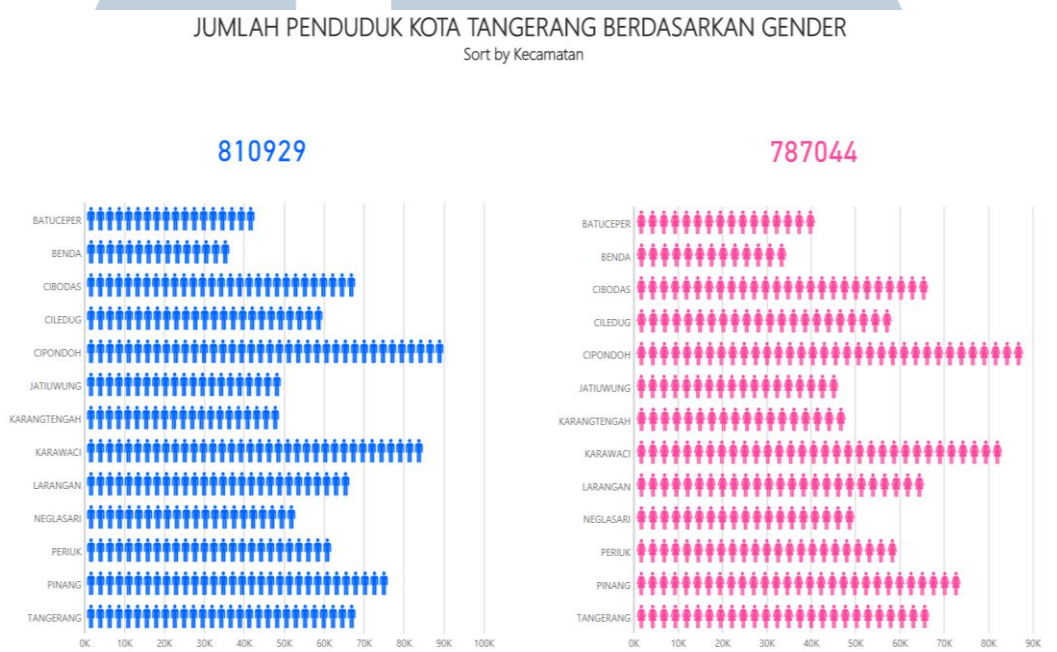 JUMLAH PENDUDUK KOTA TANGERANG BERDASARKAN GENDER
Sort by Kecamatan
810929
BATUCEPER
BENDA
CIBODAS
CILEDUG
CIPONDOH
JATIUWUNG
KARANGTENGAH
KARAWACI
LARANGAN
NEGLASARI
PERIUK
PINANG
TANGERANG
0K 10K 20K 30K 40K 50K 60K 70K 80K 90K 100K
787044
BATUCEPER
BENDA
CIBODAS
CILEDUG
CIPONDOH
JATIUWUNG
KARANGTENGAH
KARAWACI
LARANGAN
NEGLASARI
PERIUK
PINANG
TANGERANG
0K 10K 20K 30K 40K 50K 60K 70K 80K 90K